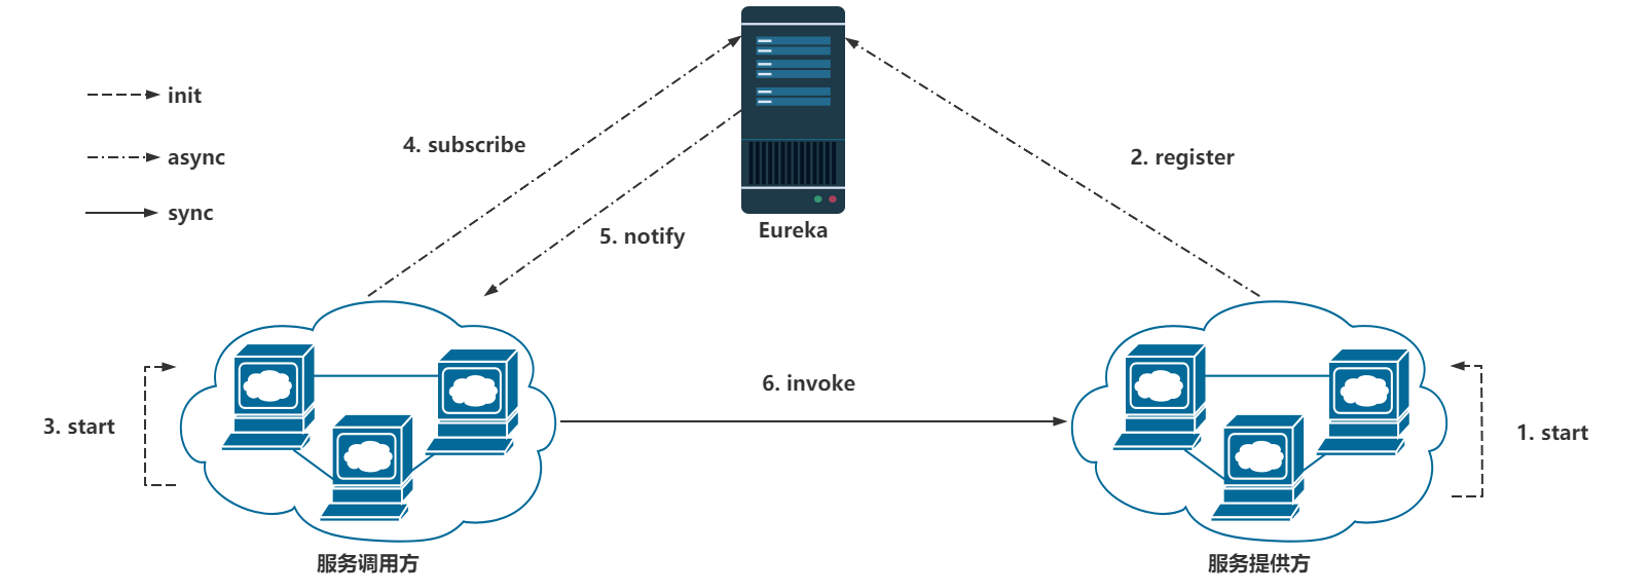 init
async
sync
4. subscribe
2. register
5. notify
Eureka
3. start
6. invoke
1. start
服务调用方
服务提供方